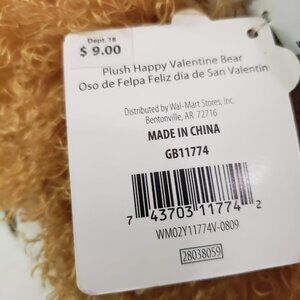 Dept. 18
$ 9.00
Plush Happy Valentine Bear
Oso de Felpa Feliz día de San Valentín
Distributed by Wal-Mart Stores, Inc.
Bentonville, AR 72716
MADE IN CHINA
GB11774
7 43703 11774 2
WM02Y11774V-0809
28038059